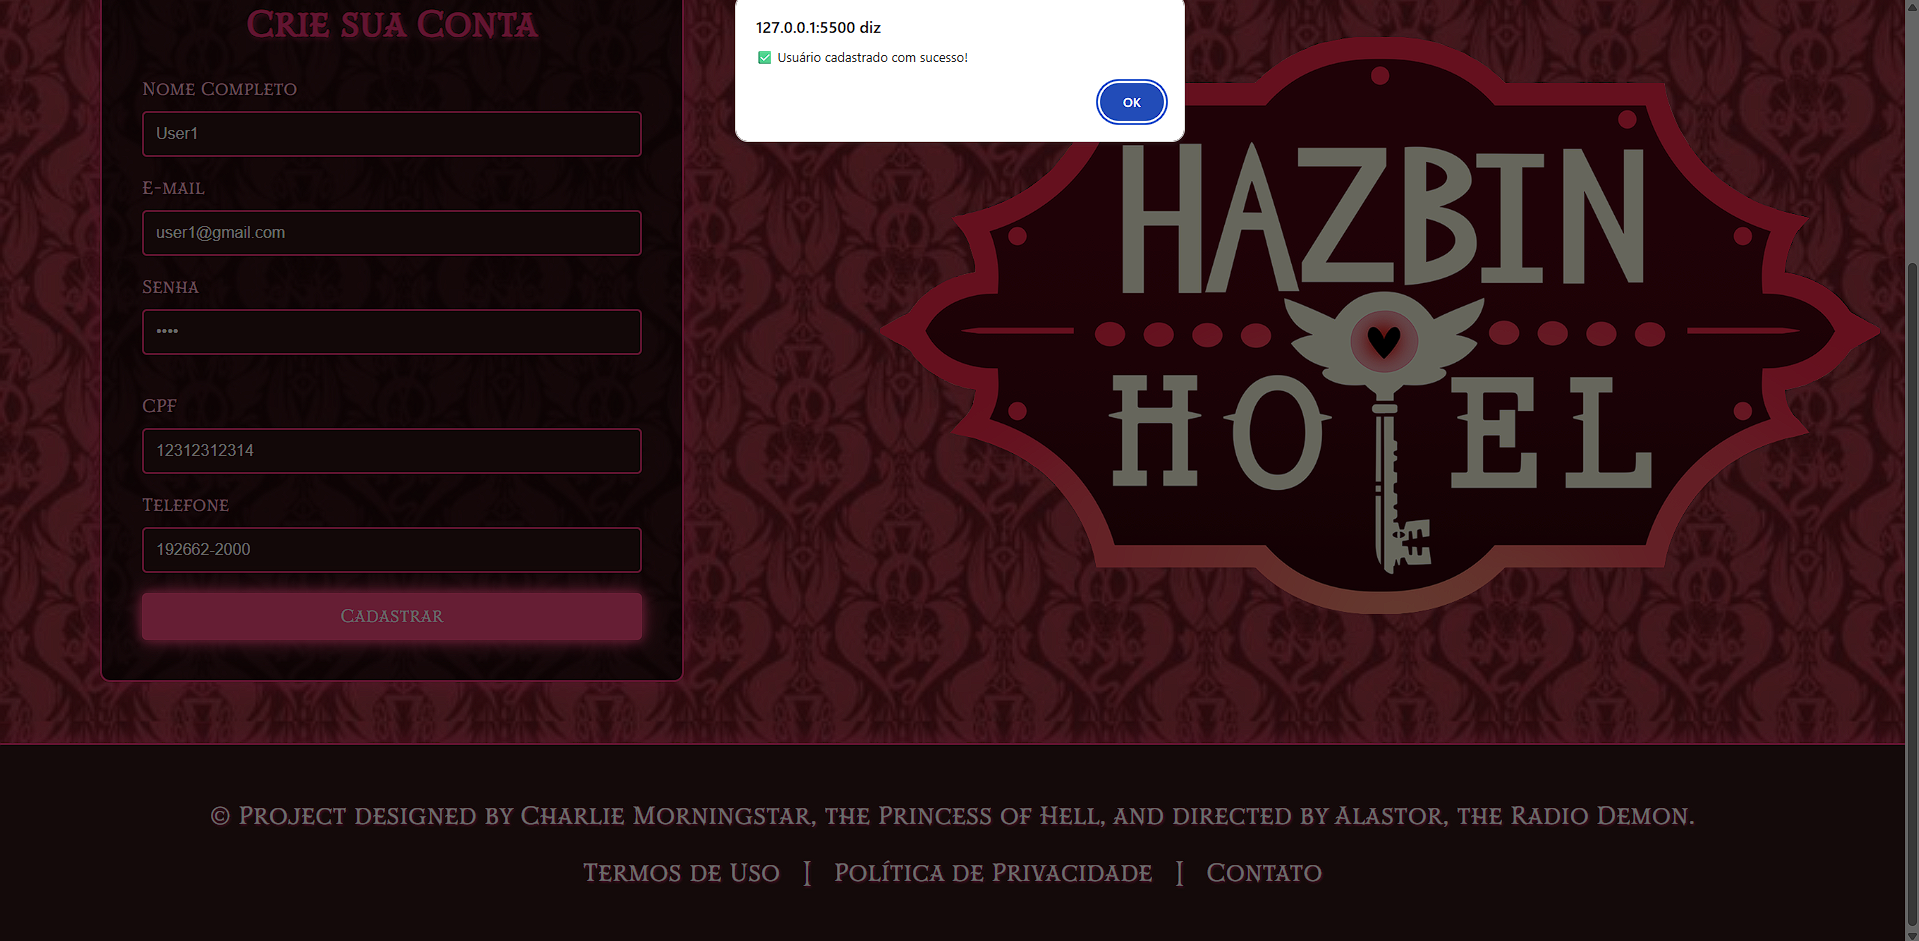 Crie sua Conta
127.0.0.1:5500 diz
✅ Usuário cadastrado com sucesso!
OK
Nome Completo
User1
E-mail
user1@gmail.com
Senha
••••
CPF
12312312314
Telefone
192662-2000
Cadastrar
HAZBIN
HOTEL
© Project designed by Charlie Morningstar, the Princess of Hell, and directed by Alastor, the Radio Demon.
Termos de Uso | Política de Privacidade | Contato